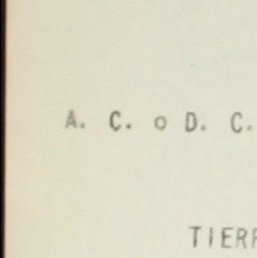 A. C. o D. C.
TIERR